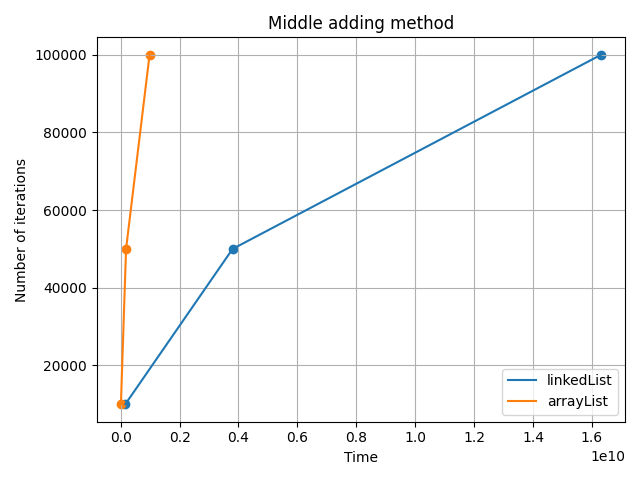 Middle adding method
Number of iterations
100000
80000
60000
40000
20000
0.0 0.2 0.4 0.6 0.8 1.0 1.2 1.4 1.6
1e10
Time
linkedList
arrayList